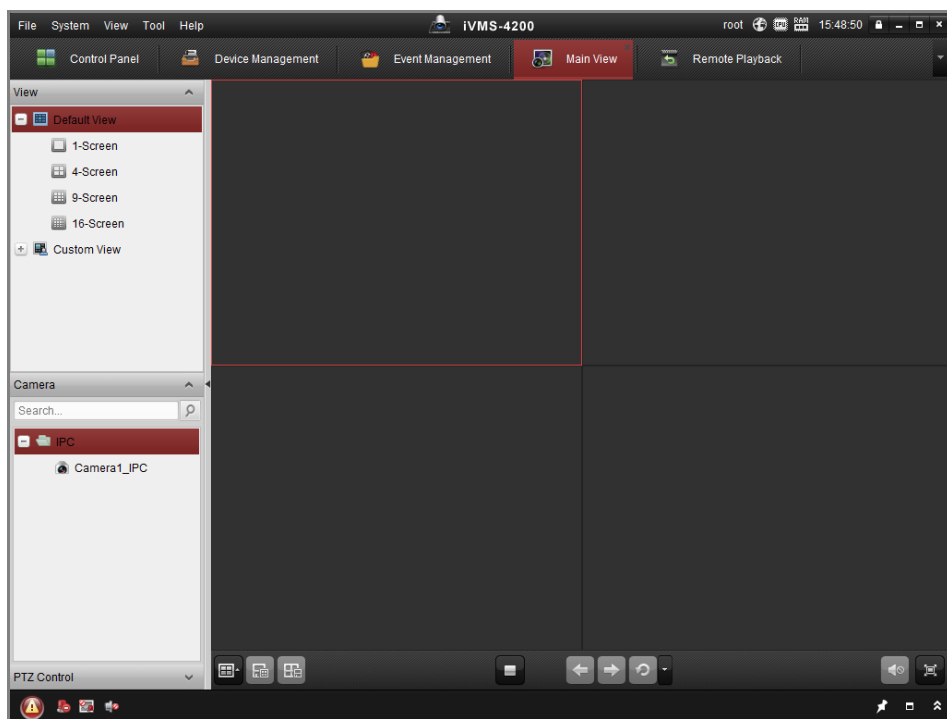 File System View Tool Help iVMS-4200 root CPU RAM 15:48:50
Control Panel Device Management Event Management Main View Remote Playback
View
Default View
1-Screen
4-Screen
9-Screen
16-Screen
Custom View
Camera
Search...
IPC
Camera1_IPC
PTZ Control